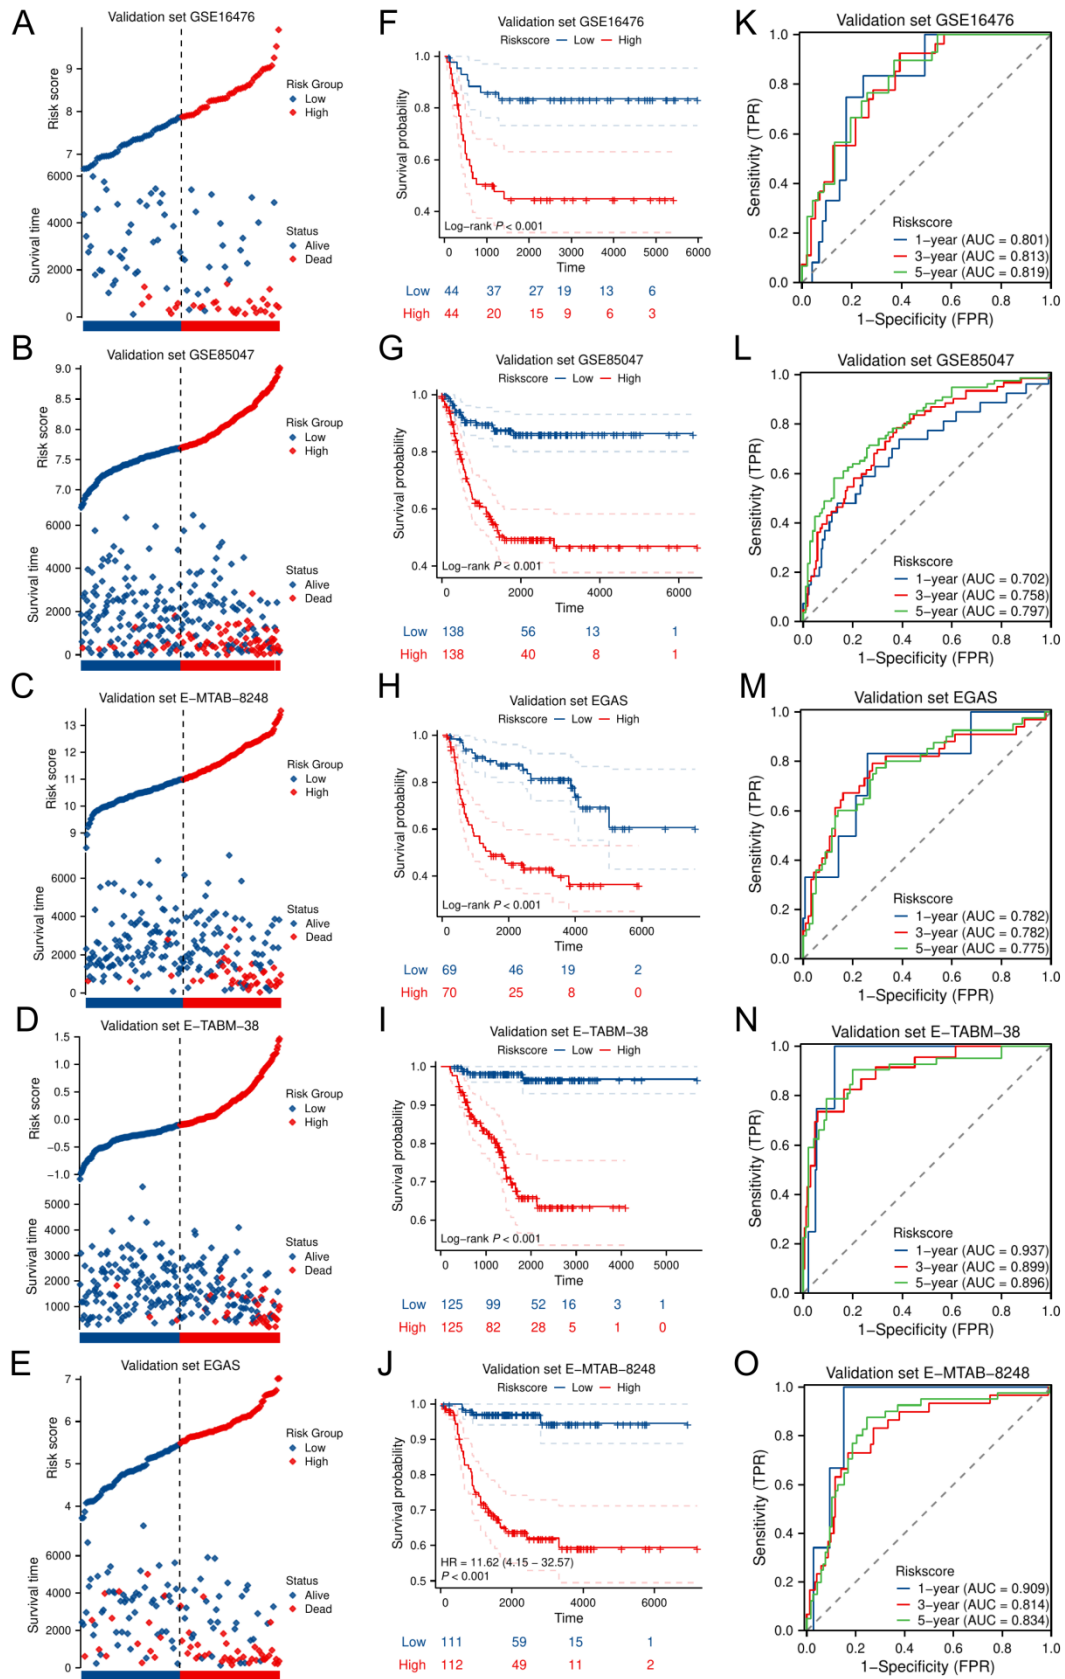 A
Validation set GSE16476
Risk score
9
8
7
Risk Group
Low
High
Survival time
6000
4000
2000
0
Status
Alive
Dead
F
Validation set GSE16476
Riskscore Low High
Survival probability
1.0
0.8
0.6
0.4
Log-rank P < 0.001
0 1000 2000 3000 4000 5000 6000
Time
Low 44 37 27 19 13 6
High 44 20 15 9 6 3
K
Validation set GSE16476
Sensitivity (TPR)
1.0
0.8
0.6
0.4
0.2
0.0
Riskscore
1-year (AUC = 0.801)
3-year (AUC = 0.813)
5-year (AUC = 0.819)
0.0 0.2 0.4 0.6 0.8 1.0
1-Specificity (FPR)
B
Validation set GSE85047
Risk score
9.0
8.5
8.0
7.5
7.0
Risk Group
Low
High
Survival time
6000
4000
2000
0
Status
Alive
Dead
G
Validation set GSE85047
Riskscore Low High
Survival probability
1.0
0.8
0.6
0.4
Log-rank P < 0.001
0 2000 4000 6000
Time
Low 138 56 13 1
High 138 40 8 1
L
Validation set GSE85047
Sensitivity (TPR)
1.0
0.8
0.6
0.4
0.2
0.0
Riskscore
1-year (AUC = 0.702)
3-year (AUC = 0.758)
5-year (AUC = 0.797)
0.0 0.2 0.4 0.6 0.8 1.0
1-Specificity (FPR)
C
Validation set E-MTAB-8248
Risk score
13
12
11
10
9
Risk Group
Low
High
Survival time
6000
4000
2000
0
Status
Alive
Dead
H
Validation set EGAS
Riskscore Low High
Survival probability
1.0
0.8
0.6
0.4
Log-rank P < 0.001
0 2000 4000 6000
Time
Low 69 46 19 2
High 70 25 8 0
M
Validation set EGAS
Sensitivity (TPR)
1.0
0.8
0.6
0.4
0.2
0.0
Riskscore
1-year (AUC = 0.782)
3-year (AUC = 0.782)
5-year (AUC = 0.775)
0.0 0.2 0.4 0.6 0.8 1.0
1-Specificity (FPR)
D
Validation set E-TABM-38
Risk score
1.5
1.0
0.5
0.0
-0.5
-1.0
Risk Group
Low
High
Survival time
5000
4000
3000
2000
1000
Status
Alive
Dead
I
Validation set E-TABM-38
Riskscore Low High
Survival probability
1.0
0.9
0.8
0.7
0.6
Log-rank P < 0.001
0 1000 2000 3000 4000 5000
Time
Low 125 99 52 16 3 1
High 125 82 28 5 1 0
N
Validation set E-TABM-38
Sensitivity (TPR)
1.0
0.8
0.6
0.4
0.2
0.0
Riskscore
1-year (AUC = 0.937)
3-year (AUC = 0.899)
5-year (AUC = 0.896)
0.0 0.2 0.4 0.6 0.8 1.0
1-Specificity (FPR)
E
Validation set EGAS
Risk score
7
6
5
4
Risk Group
Low
High
Survival time
6000
4000
2000
0
Status
Alive
Dead
J
Validation set E-MTAB-8248
Riskscore Low High
Survival probability
1.0
0.9
0.8
0.7
0.6
0.5
HR = 11.62 (4.15 - 32.57)
P < 0.001
0 2000 4000 6000
Time
Low 111 59 15 1
High 112 49 11 2
O
Validation set E-MTAB-8248
Sensitivity (TPR)
1.0
0.8
0.6
0.4
0.2
0.0
Riskscore
1-year (AUC = 0.909)
3-year (AUC = 0.814)
5-year (AUC = 0.834)
0.0 0.2 0.4 0.6 0.8 1.0
1-Specificity (FPR)